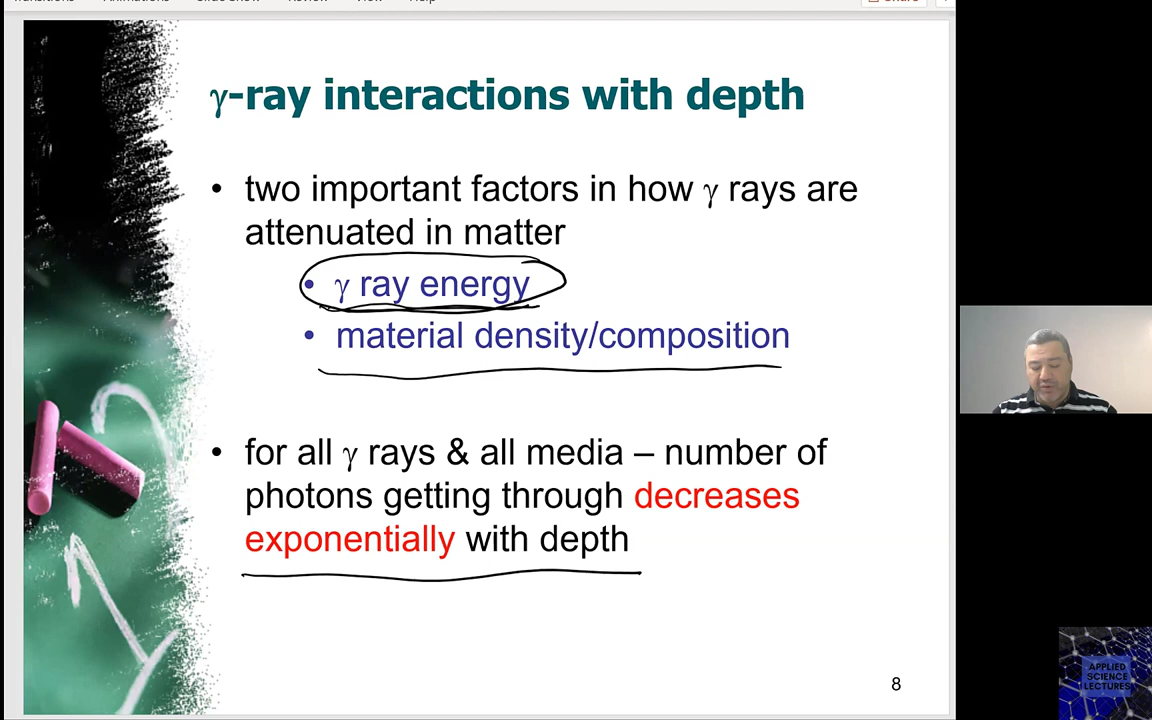 Share
γ-ray interactions with depth
• two important factors in how γ rays are
attenuated in matter
• γ ray energy
• material density/composition
• for all γ rays & all media – number of
photons getting through decreases
exponentially with depth
8
APPLIED
SCIENCE
LECTURES